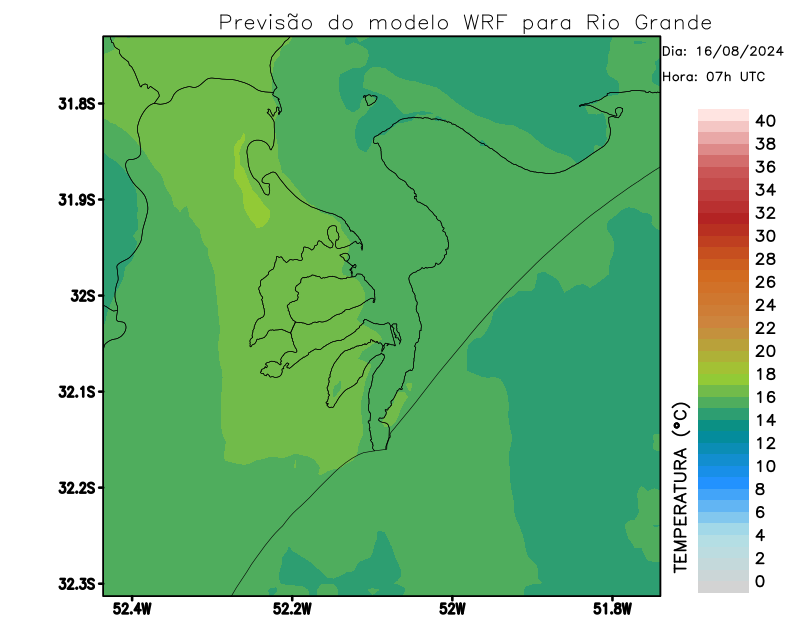 Previsão do modelo WRF para Rio Grande
Dia: 16/08/2024
Hora: 07h UTC
31.8S
31.9S
32S
32.1S
32.2S
32.3S
52.4W
52.2W
52W
51.8W
TEMPERATURA (°C)
40
38
36
34
32
30
28
26
24
22
20
18
16
14
12
10
8
6
4
2
0